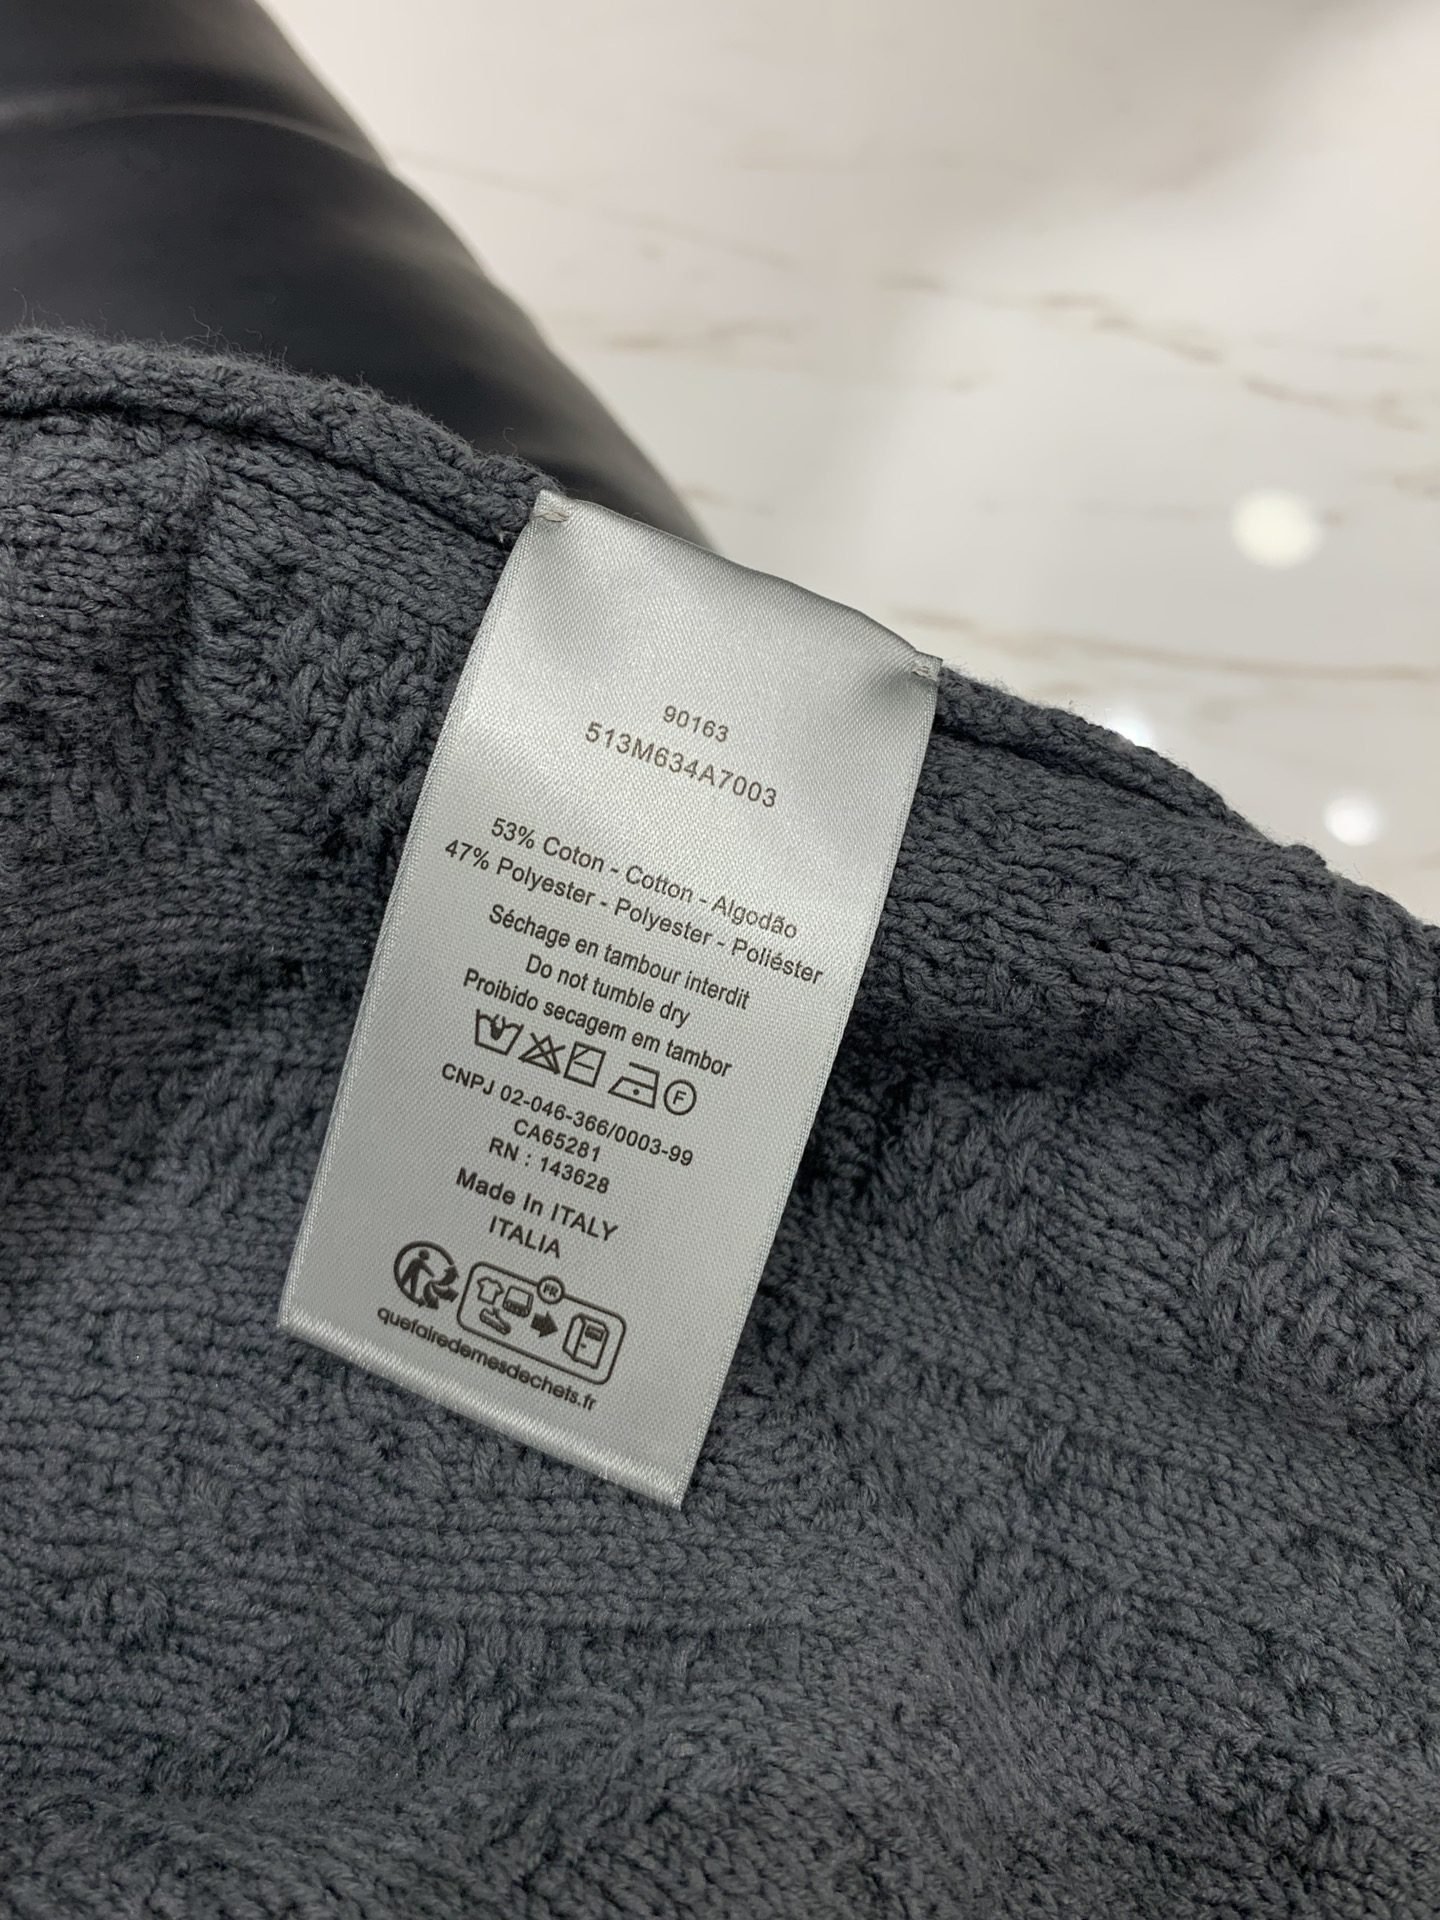 90163
513M634A7003
53% Coton - Cotton - Algodão
47% Polyester - Polyester - Poliéster
Séchage en tambour interdit
Do not tumble dry
Proibido secagem em tambor
F
CNPJ 02-046-366/0003-99
CA65281
RN : 143628
Made In ITALY
ITALIA
FR
quefairedemesdechets.fr